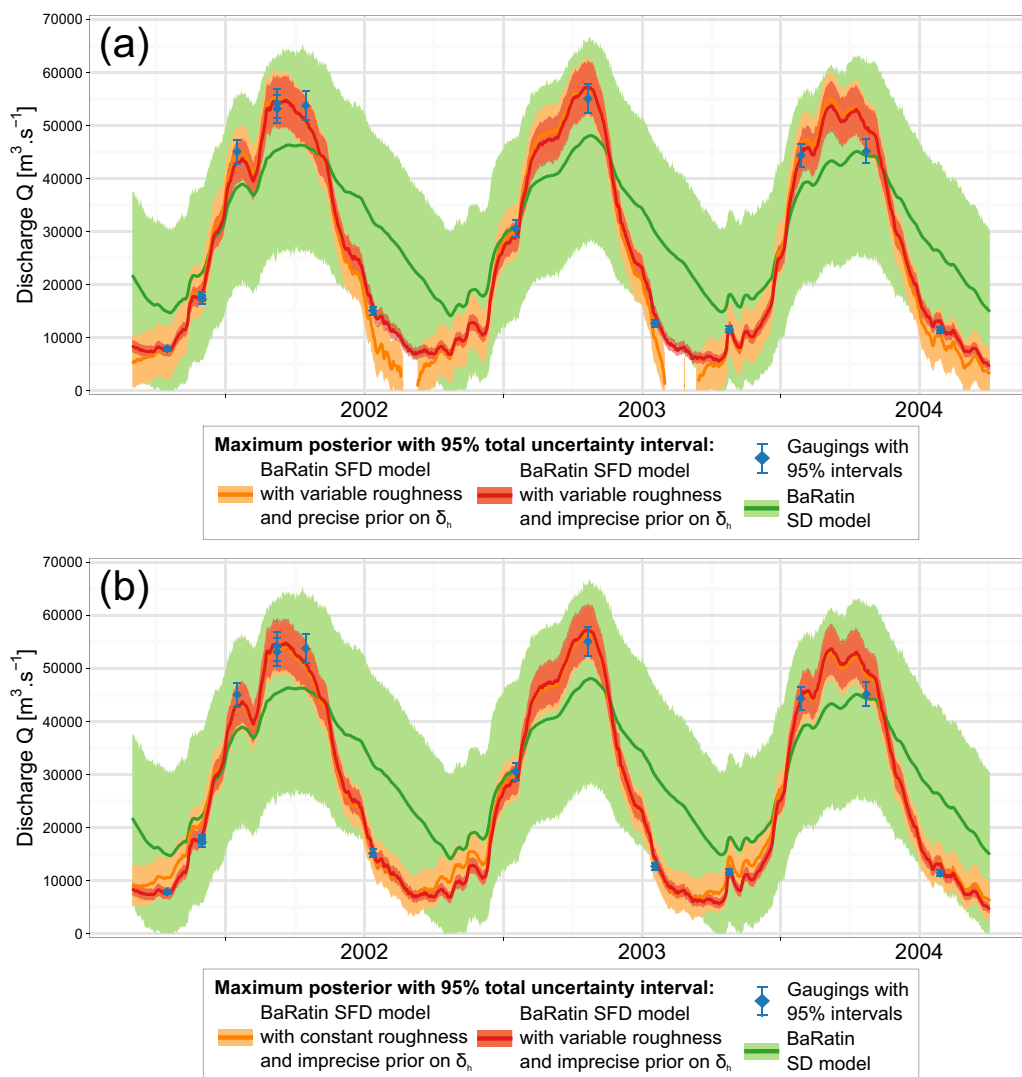 (a)
Discharge Q [m³.s⁻¹]
70000
60000
50000
40000
30000
20000
10000
0
2002 2003 2004
Maximum posterior with 95% total uncertainty interval:
BaRatin SFD model
with variable roughness
and precise prior on δₕ
BaRatin SFD model
with variable roughness
and imprecise prior on δₕ
Gaugings with
95% intervals
BaRatin
SD model
(b)
Discharge Q [m³.s⁻¹]
70000
60000
50000
40000
30000
20000
10000
0
2002 2003 2004
Maximum posterior with 95% total uncertainty interval:
BaRatin SFD model
with constant roughness
and imprecise prior on δₕ
BaRatin SFD model
with variable roughness
and imprecise prior on δₕ
Gaugings with
95% intervals
BaRatin
SD model